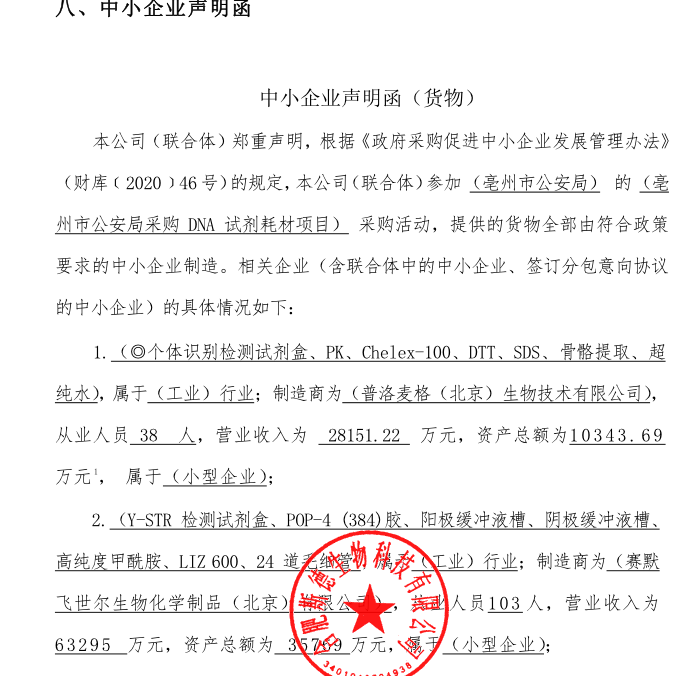 八、中小企业声明函
中小企业声明函（货物）
本公司（联合体）郑重声明，根据《政府采购促进中小企业发展管理办法》
（财库﹝2020﹞46号）的规定，本公司（联合体）参加（亳州市公安局）的（亳
州市公安局采购 DNA 试剂耗材项目）采购活动，提供的货物全部由符合政策
要求的中小企业制造。相关企业（含联合体中的中小企业、签订分包意向协议
的中小企业）的具体情况如下：
1.（◎个体识别检测试剂盒、PK、Chelex-100、DTT、SDS、骨骼提取、超
纯水），属于（工业）行业；制造商为（普洛麦格（北京）生物技术有限公司），
从业人员 38 人，营业收入为 28151.22 万元，资产总额为10343.69
万元¹， 属于（小型企业）；
2.（Y-STR 检测试剂盒、POP-4 (384)胶、阳极缓冲液槽、阴极缓冲液槽、
高纯度甲酰胺、LIZ 600、24 道毛细管），属于（工业）行业；制造商为（赛默
飞世尔生物化学制品（北京）有限公司），从业人员103人，营业收入为
63295 万元，资产总额为 35769 万元，属于（小型企业）；
合肥斯德生物科技有限公司